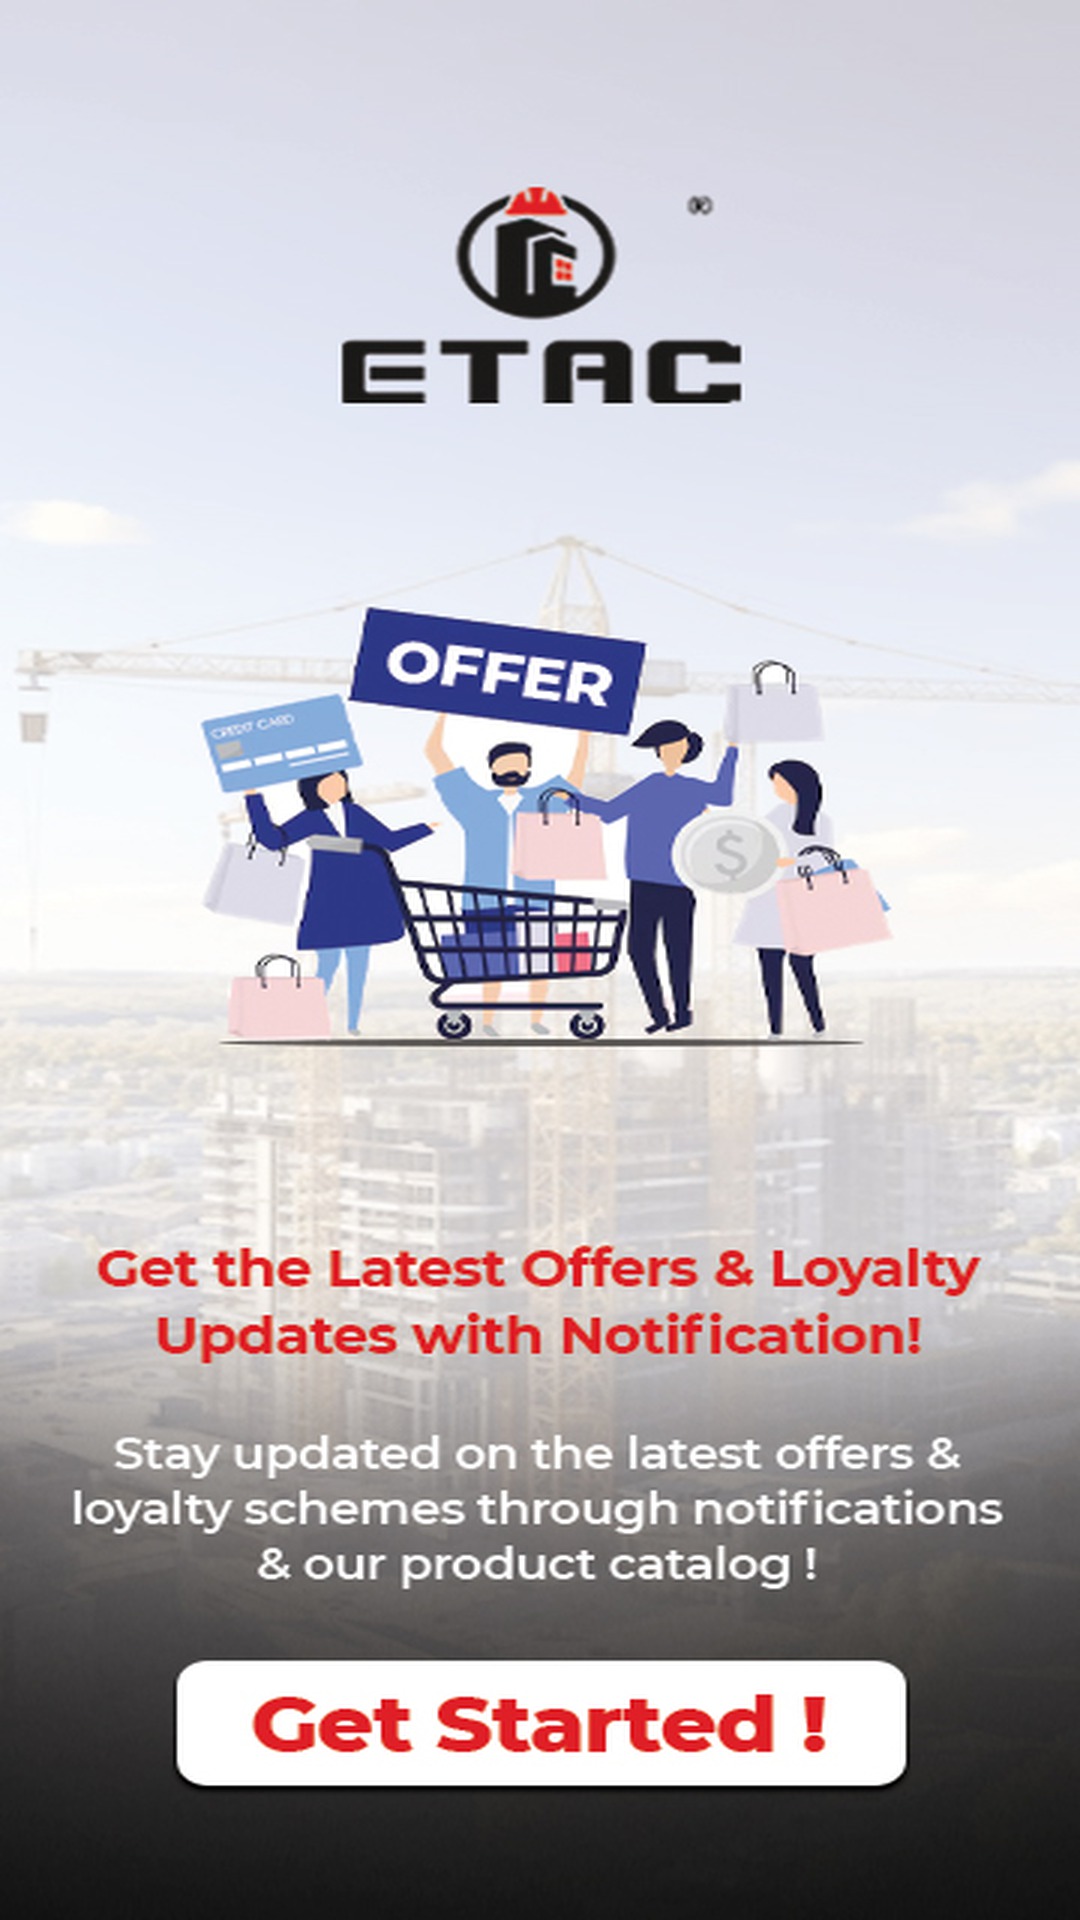 ®
ETAC
OFFER
CREDIT CARD
$
Get the Latest Offers & Loyalty
Updates with Notification!
Stay updated on the latest offers &
loyalty schemes through notifications
& our product catalog !
Get Started !